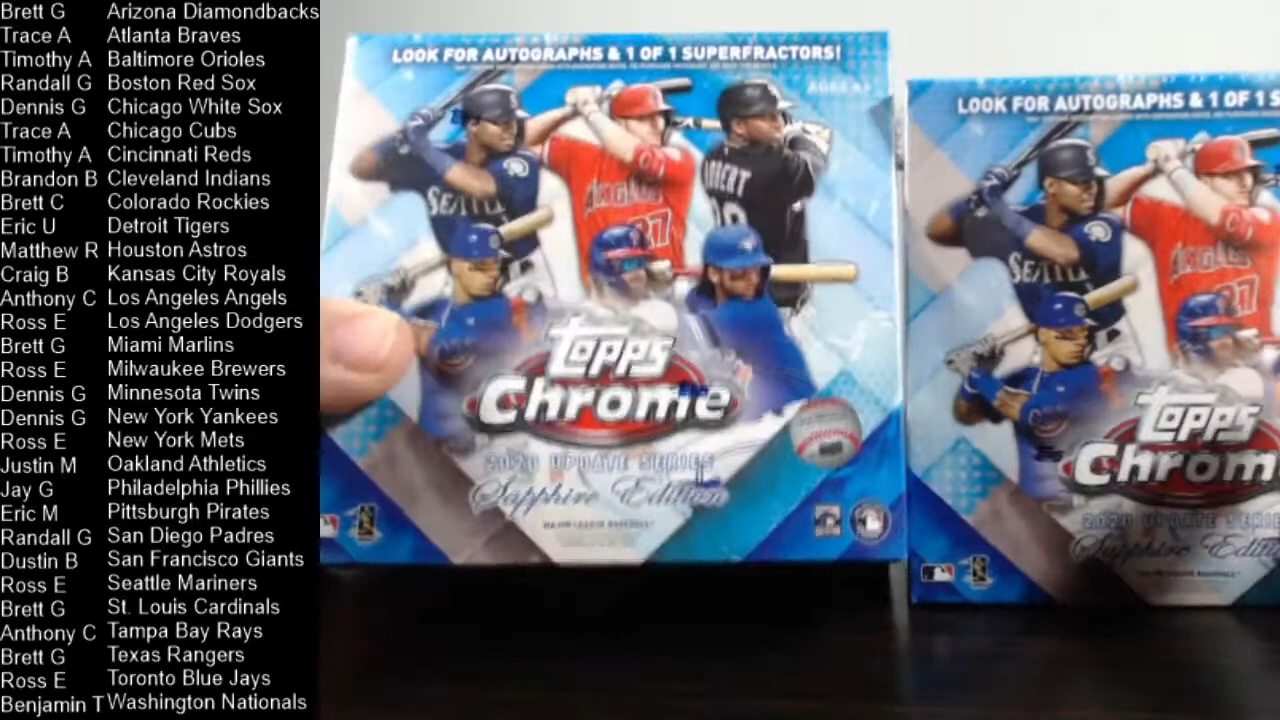 Brett G Arizona Diamondbacks
Trace A Atlanta Braves
Timothy A Baltimore Orioles
Randall G Boston Red Sox
Dennis G Chicago White Sox
Trace A Chicago Cubs
Timothy A Cincinnati Reds
Brandon B Cleveland Indians
Brett C Colorado Rockies
Eric U Detroit Tigers
Matthew R Houston Astros
Craig B Kansas City Royals
Anthony C Los Angeles Angels
Ross E Los Angeles Dodgers
Brett G Miami Marlins
Ross E Milwaukee Brewers
Dennis G Minnesota Twins
Dennis G New York Yankees
Ross E New York Mets
Justin M Oakland Athletics
Jay G Philadelphia Phillies
Eric M Pittsburgh Pirates
Randall G San Diego Padres
Dustin B San Francisco Giants
Ross E Seattle Mariners
Brett G St. Louis Cardinals
Anthony C Tampa Bay Rays
Brett G Texas Rangers
Ross E Toronto Blue Jays
Benjamin T Washington Nationals
LOOK FOR AUTOGRAPHS & 1 OF 1 SUPERFRACTORS!
SEATTLE
ANGELS
27
Topps
Chrome
2020 UPDATE SERIES
Sapphire Edition
MAJOR LEAGUE BASEBALL
LOOK FOR AUTOGRAPHS & 1 OF 1 S
SEATTLE
ANGELS
27
Topps
Chrom
2020 UPDATE SERIE
Sapphire Editi